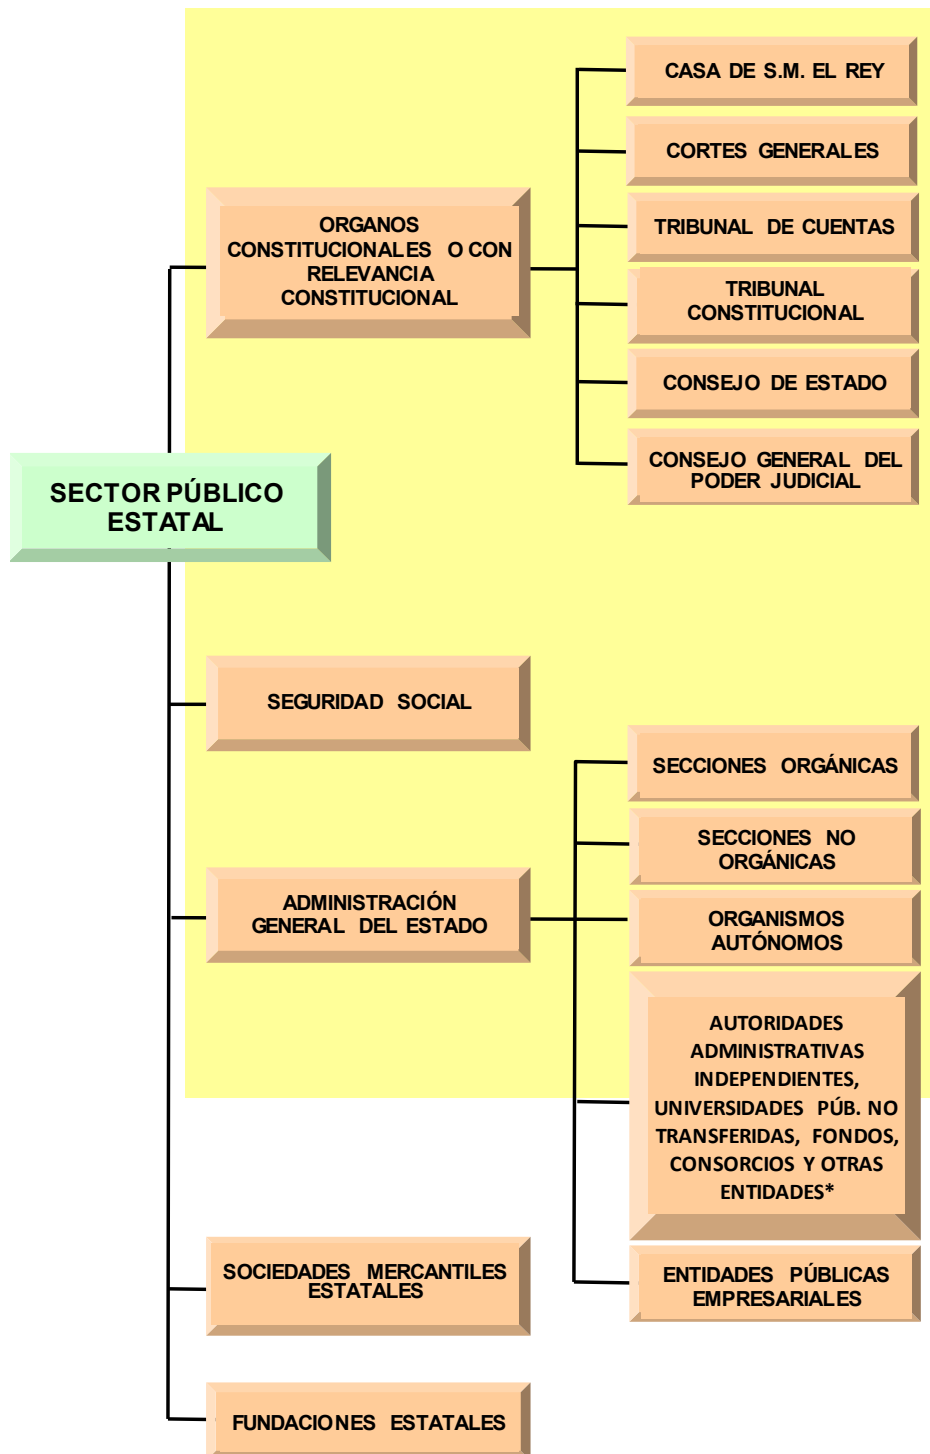 SECTOR PÚBLICO
ESTATAL
ORGANOS
CONSTITUCIONALES O CON
RELEVANCIA
CONSTITUCIONAL
CASA DE S.M. EL REY
CORTES GENERALES
TRIBUNAL DE CUENTAS
TRIBUNAL
CONSTITUCIONAL
CONSEJO DE ESTADO
CONSEJO GENERAL DEL
PODER JUDICIAL
SEGURIDAD SOCIAL
ADMINISTRACIÓN
GENERAL DEL ESTADO
SECCIONES ORGÁNICAS
SECCIONES NO
ORGÁNICAS
ORGANISMOS
AUTÓNOMOS
AUTORIDADES
ADMINISTRATIVAS
INDEPENDIENTES,
UNIVERSIDADES PÚB. NO
TRANSFERIDAS, FONDOS,
CONSORCIOS Y OTRAS
ENTIDADES*
ENTIDADES PÚBLICAS
EMPRESARIALES
SOCIEDADES MERCANTILES
ESTATALES
FUNDACIONES ESTATALES